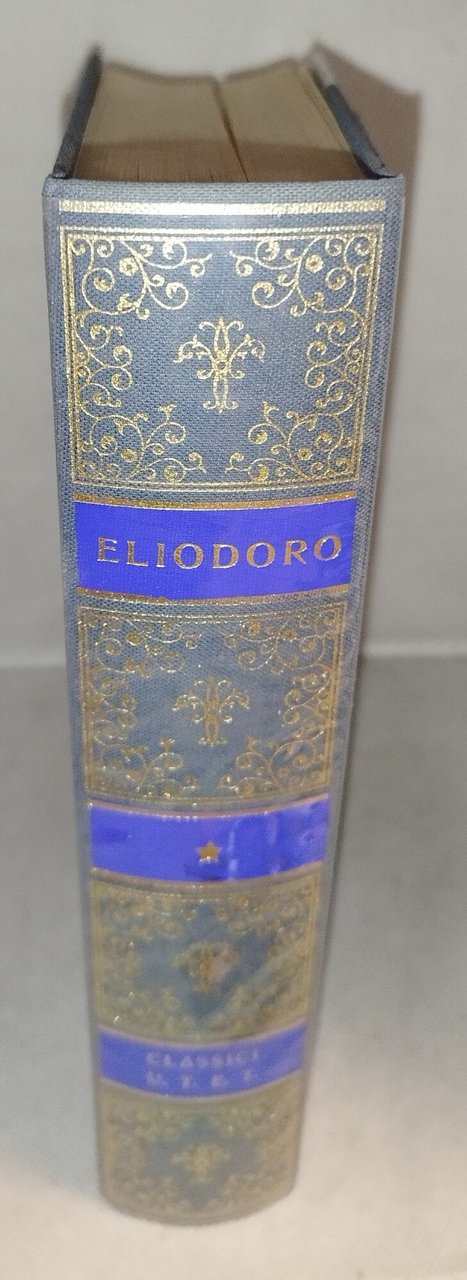 ELIODORO
CLASSICI
U. T. E. T.